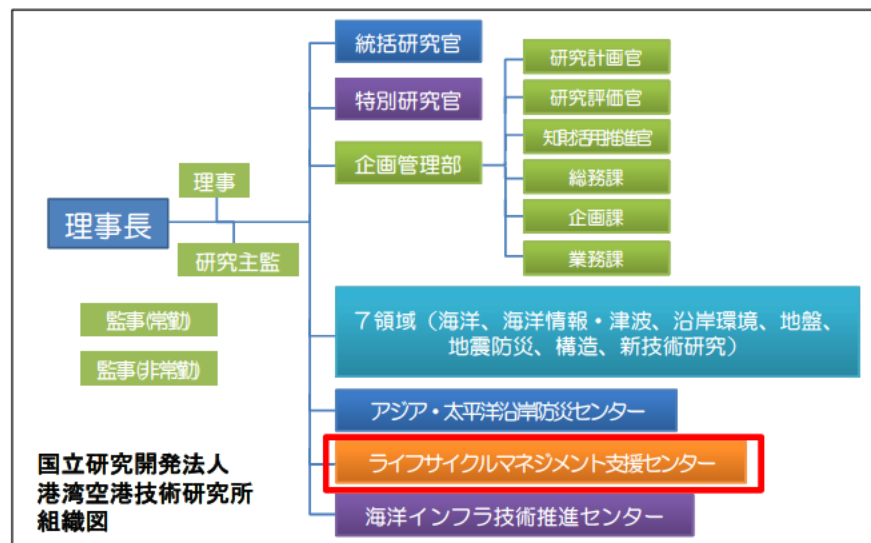 統括研究官
特別研究官
企画管理部
研究計画官
研究評価官
知財活用推進官
総務課
企画課
業務課
理事長
理事
研究主監
監事(常勤)
監事(非常勤)
7領域（海洋、海洋情報・津波、沿岸環境、地盤、
地震防災、構造、新技術研究）
アジア・太平洋沿岸防災センター
ライフサイクルマネジメント支援センター
海洋インフラ技術推進センター
国立研究開発法人
港湾空港技術研究所
組織図